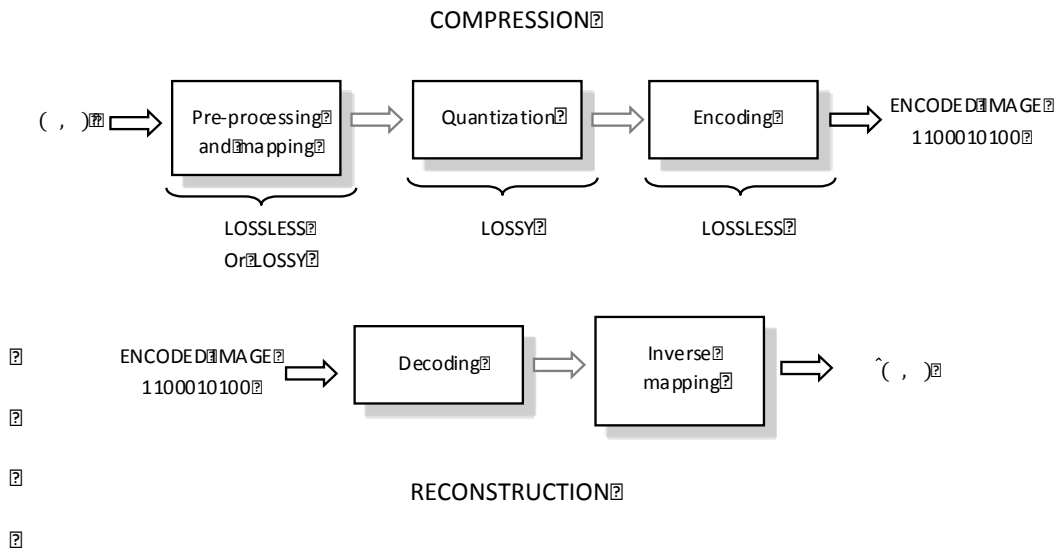 COMPRESSION⍰
( , )⍰⍰
Pre-processing⍰
and⍰mapping⍰
Quantization⍰
Encoding⍰
ENCODED⍰IMAGE⍰
1100010100⍰
LOSSLESS⍰
Or⍰LOSSY⍰
LOSSY⍰
LOSSLESS⍰
⍰
ENCODED⍰IMAGE⍰
1100010100⍰
Decoding⍰
Inverse⍰
mapping⍰
ˆ( , )⍰
⍰
⍰
RECONSTRUCTION⍰
⍰